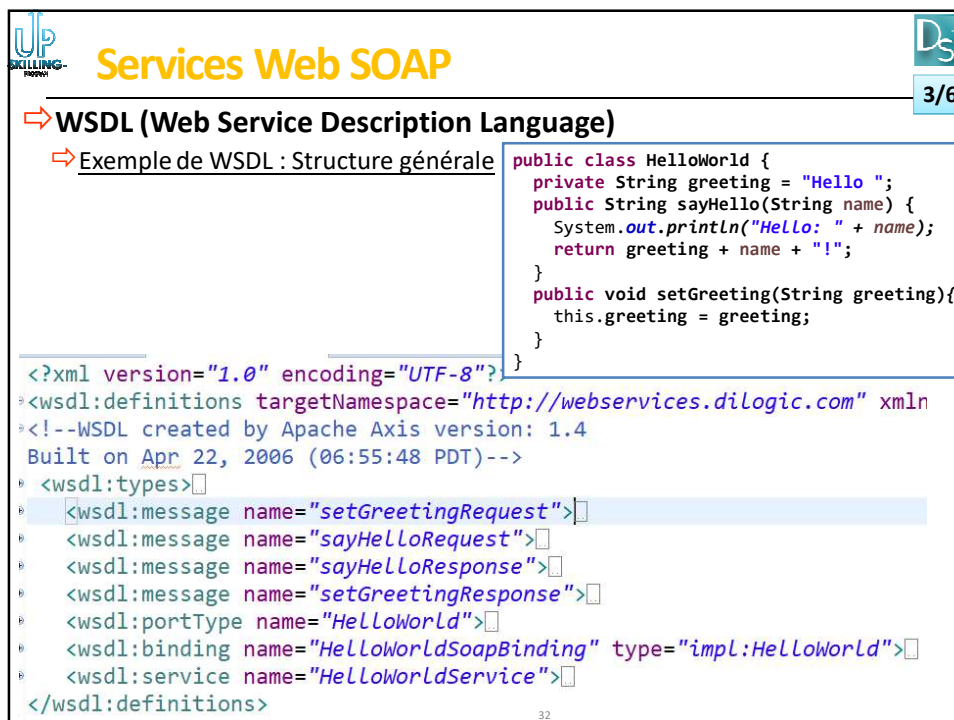 UP
SKILLING-
PROGRAM
Services Web SOAP
DS
3/6
WSDL (Web Service Description Language)
Exemple de WSDL : Structure générale
public class HelloWorld {
private String greeting = "Hello ";
public String sayHello(String name) {
System.out.println("Hello: " + name);
return greeting + name + "!";
}
public void setGreeting(String greeting){
this.greeting = greeting;
}
}
<?xml version="1.0" encoding="UTF-8"?>
<wsdl:definitions targetNamespace="http://webservices.dilogic.com" xmln
<!--WSDL created by Apache Axis version: 1.4
Built on Apr 22, 2006 (06:55:48 PDT)-->
<wsdl:types>
<wsdl:message name="setGreetingRequest">
<wsdl:message name="sayHelloRequest">
<wsdl:message name="sayHelloResponse">
<wsdl:message name="setGreetingResponse">
<wsdl:portType name="HelloWorld">
<wsdl:binding name="HelloWorldSoapBinding" type="impl:HelloWorld">
<wsdl:service name="HelloWorldService">
</wsdl:definitions>
32